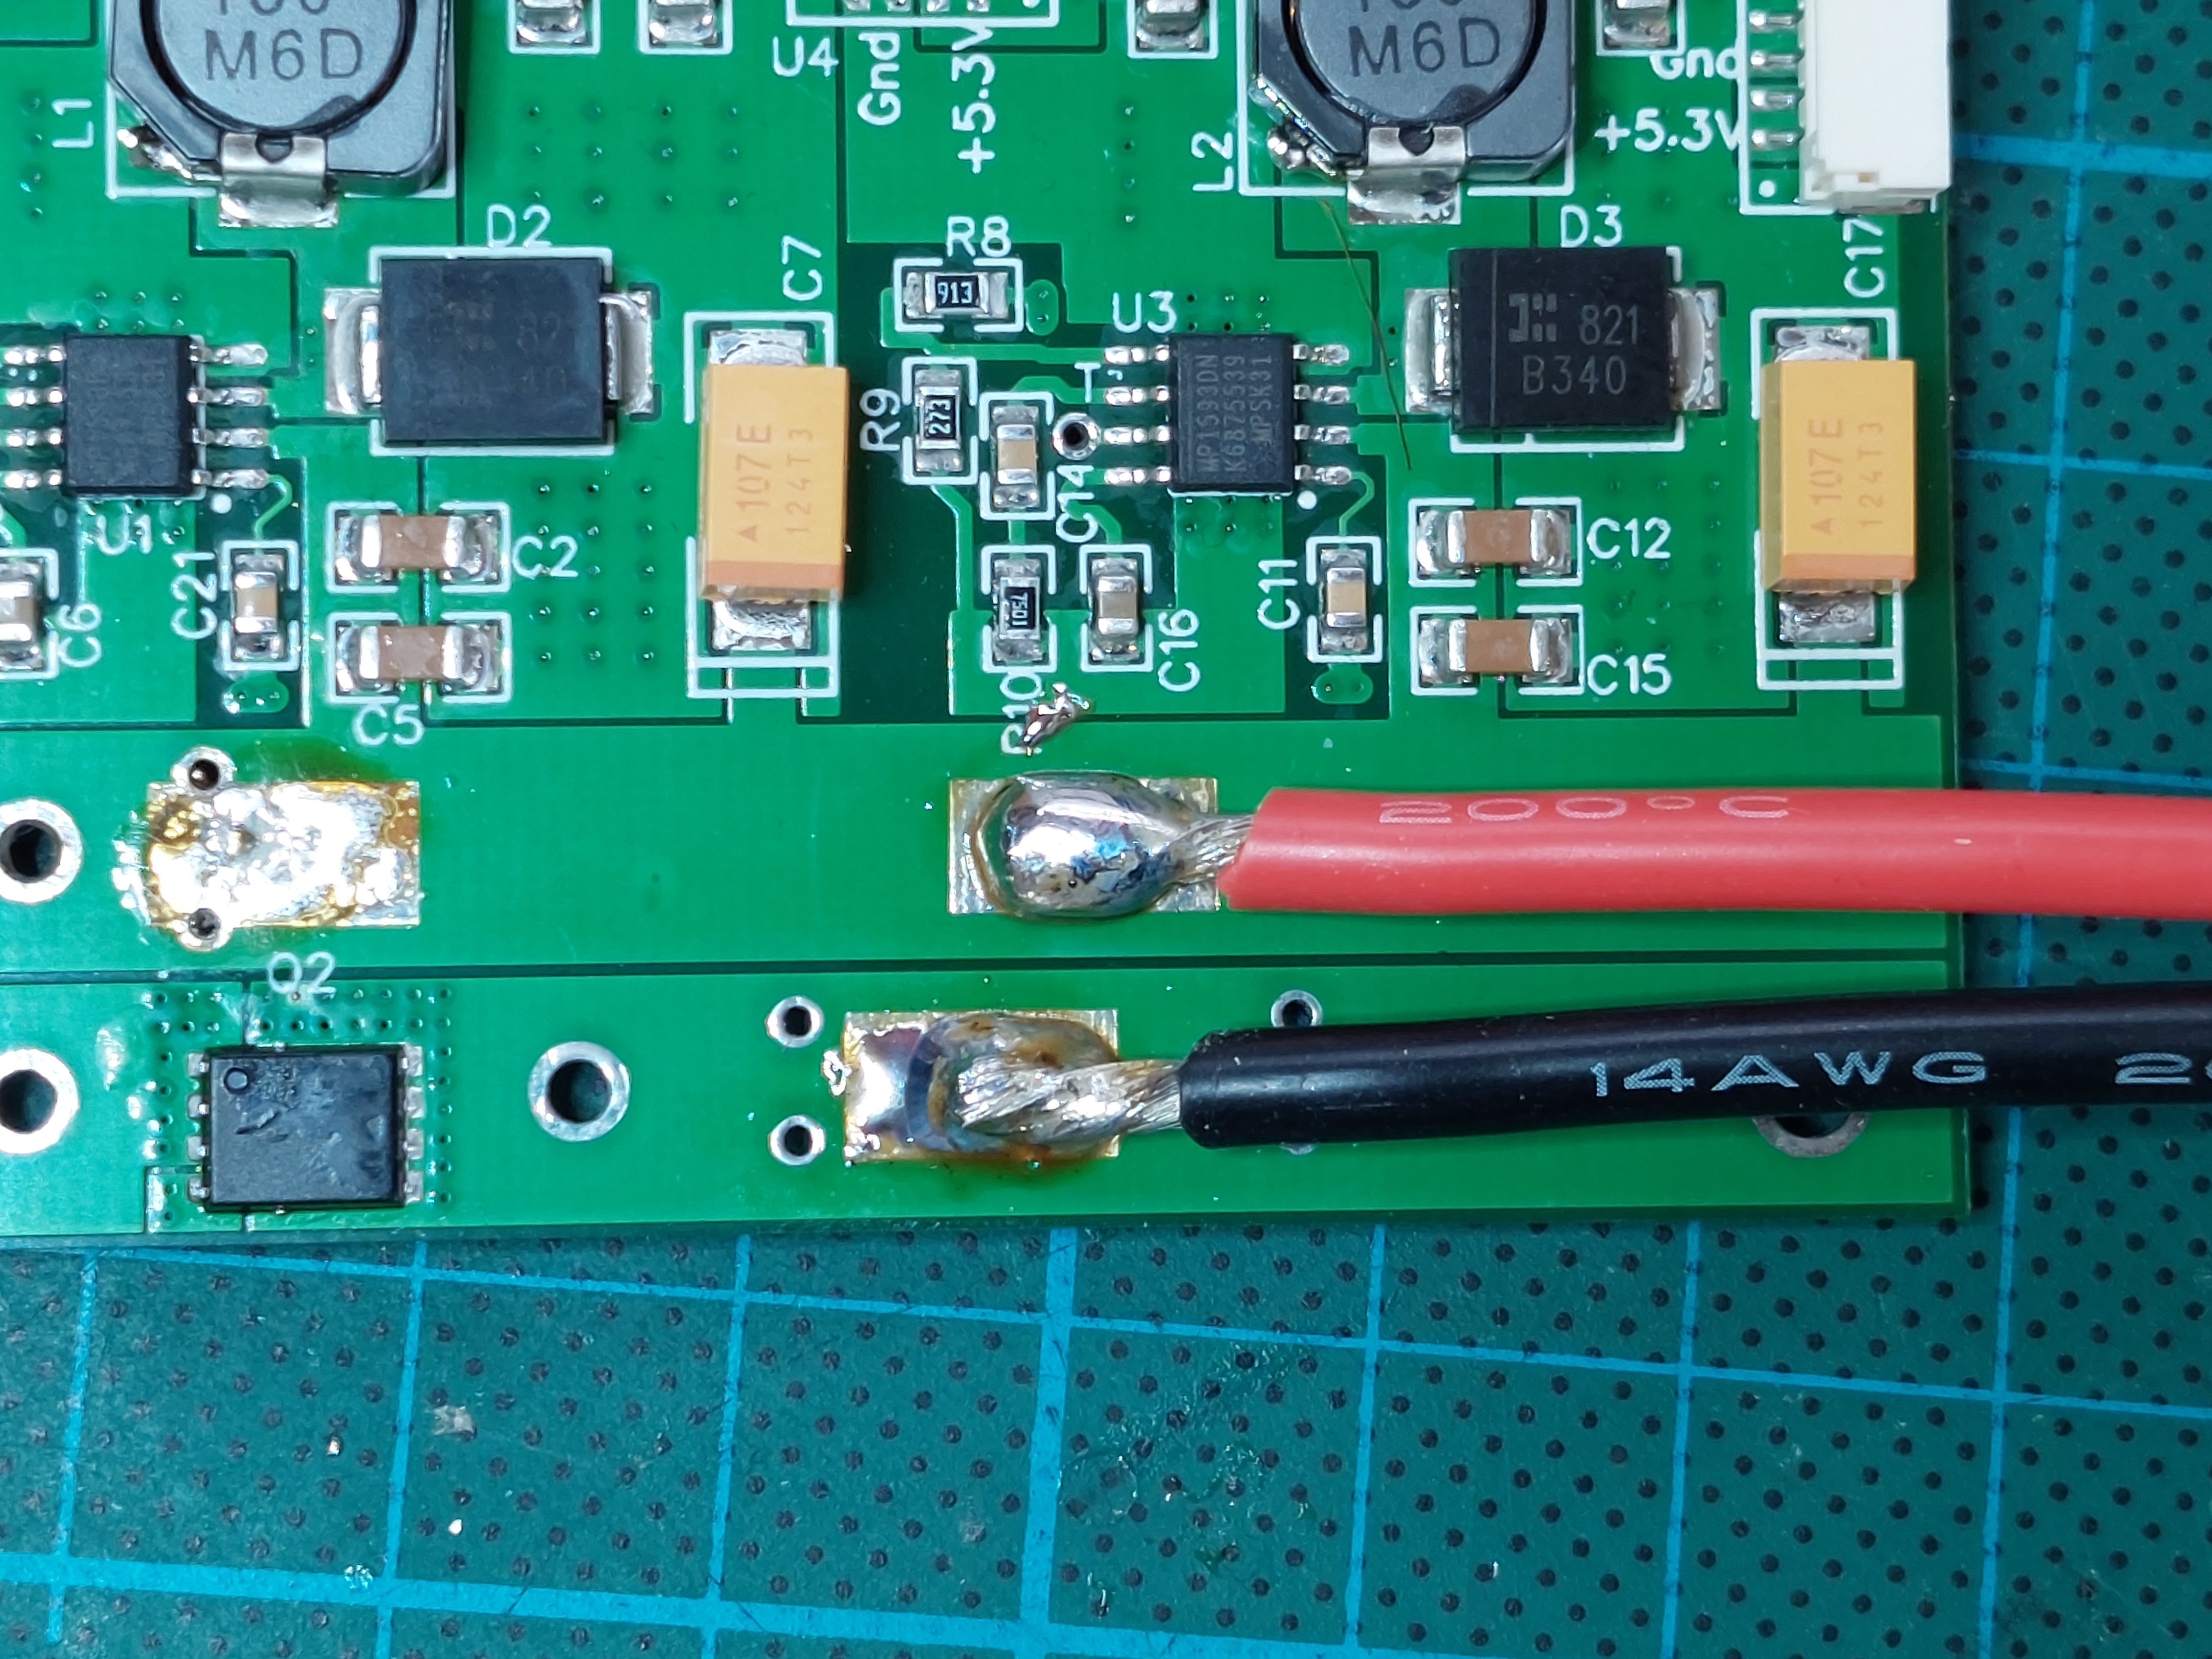 M6D
L1
U4
Gnd
+5.3V
M6D
L2
Gnd
+5.3V
D2
C7
R8
913
U3
D3
C17
821
B340
107E
124T3
R9
273
C14
MP1593DN
K6875539
MPSK31
107E
124T3
U1
C21
C2
C6
C5
R10
750
C16
C11
C12
C15
200°C
Q2
14AWG